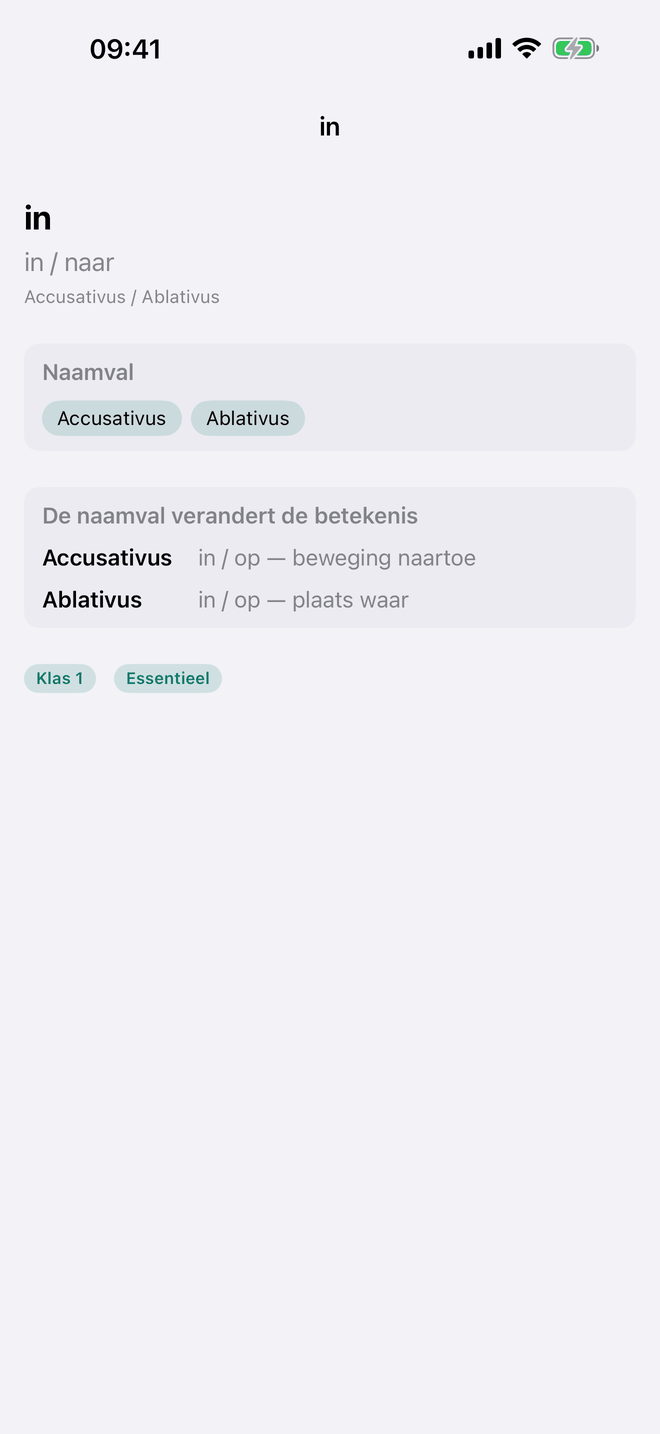 09:41
in
in
in / naar
Accusativus / Ablativus
Naamval
Accusativus Ablativus
De naamval verandert de betekenis
Accusativus in / op — beweging naartoe
Ablativus in / op — plaats waar
Klas 1 Essentieel